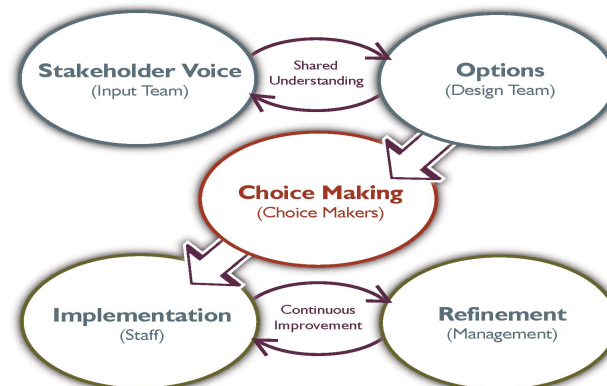 Stakeholder Voice
(Input Team)
Shared
Understanding
Options
(Design Team)
Choice Making
(Choice Makers)
Implementation
(Staff)
Continuous
Improvement
Refinement
(Management)